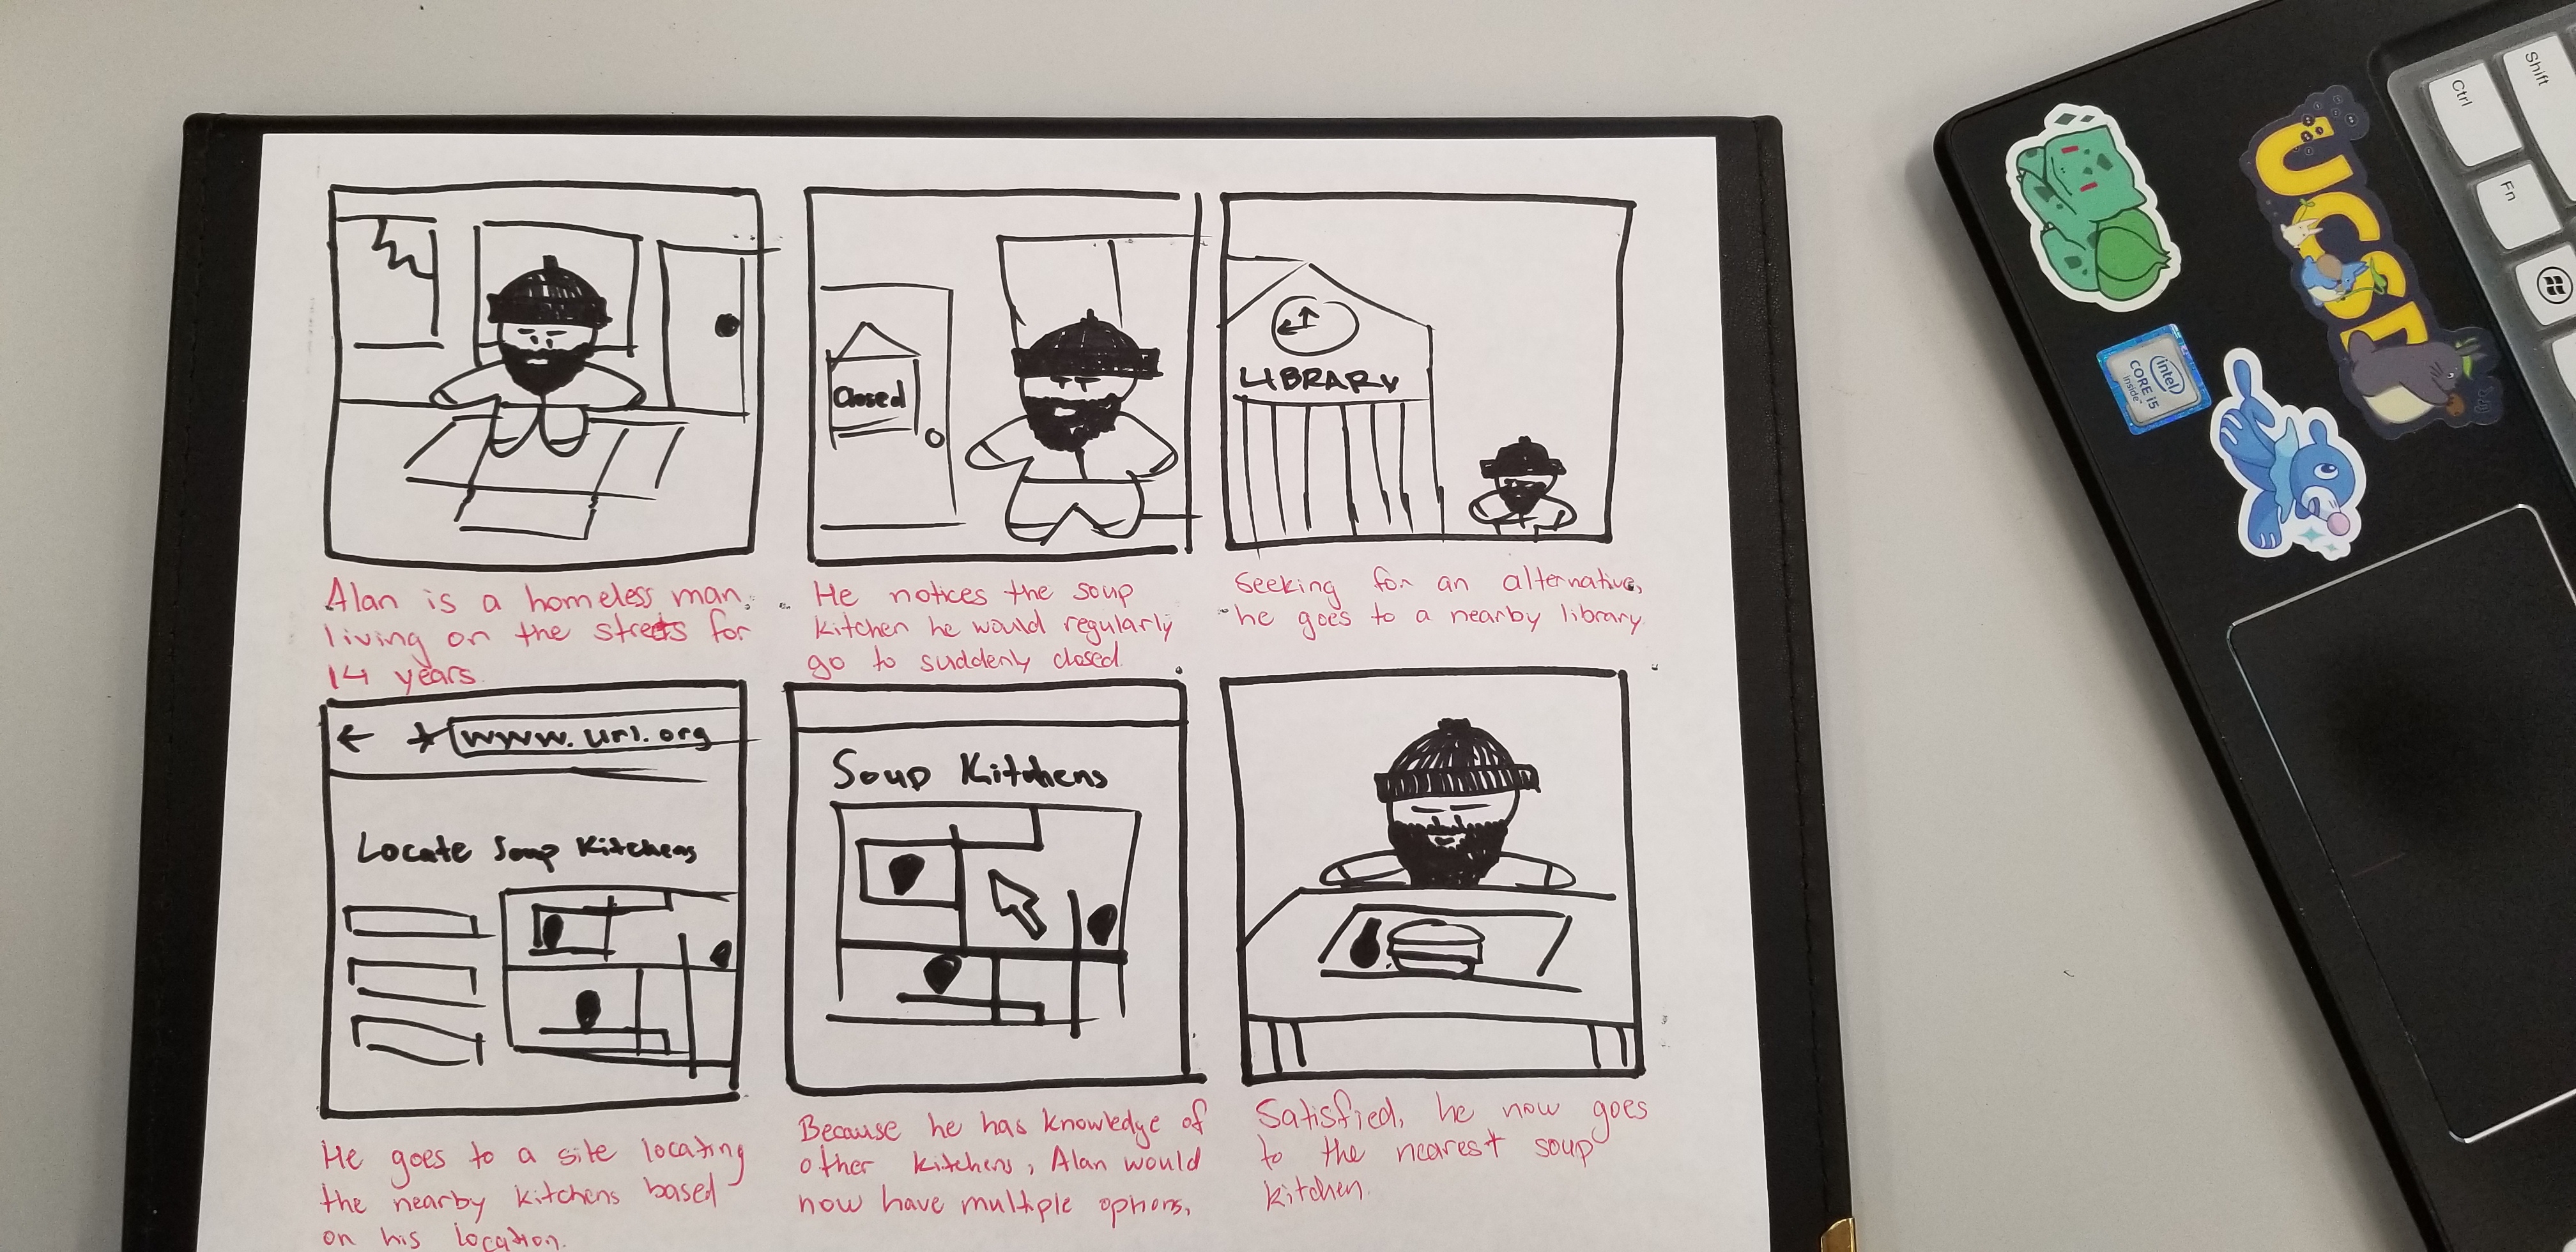 Closed
LIBRARY
Alan is a homeless man.
living on the streets for
14 years.
He notices the soup
kitchen he would regularly
go to suddenly closed.
Seeking for an alternative,
he goes to a nearby library
www.url.org
Locate Soup Kitchens
Soup Kitchens
He goes to a site locating
the nearby kitchens based
on his location.
Because he has knowledge of
other kitchens, Alan would
now have multiple options.
Satisfied, he now goes
to the nearest soup
kitchen.
UCSD
intel
CORE i5
inside
Ctrl
Shift
Fn